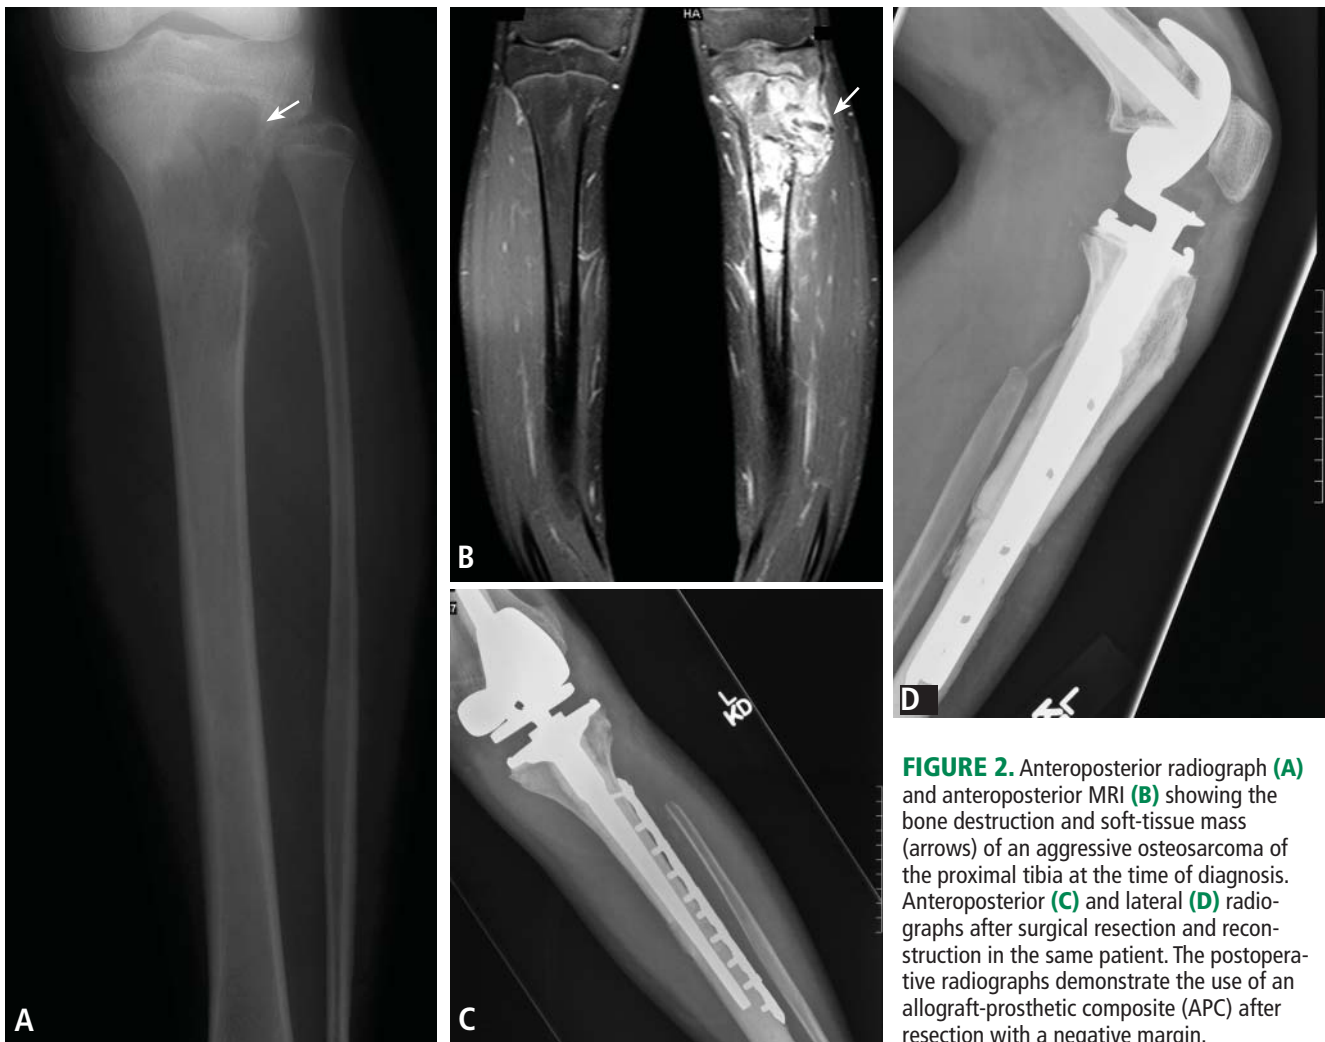 HA
A
B
7
L
KD
C
D
L
FIGURE 2. Anteroposterior radiograph (A)
and anteroposterior MRI (B) showing the
bone destruction and soft-tissue mass
(arrows) of an aggressive osteosarcoma of
the proximal tibia at the time of diagnosis.
Anteroposterior (C) and lateral (D) radio-
graphs after surgical resection and recon-
struction in the same patient. The postopera-
tive radiographs demonstrate the use of an
allograft-prosthetic composite (APC) after
resection with a negative margin.